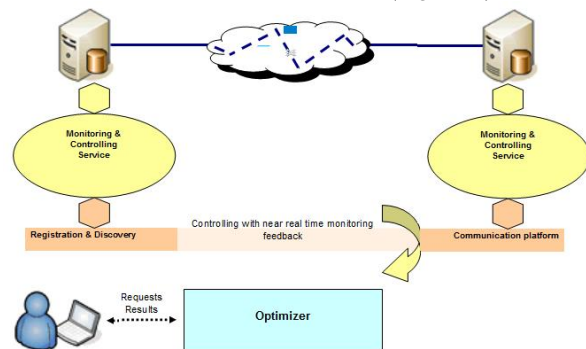 Monitoring &
Controlling
Service
Monitoring &
Controlling
Service
Registration & Discovery
Controlling with near real time monitoring
feedback
Communication platform
Requests
Results
Optimizer